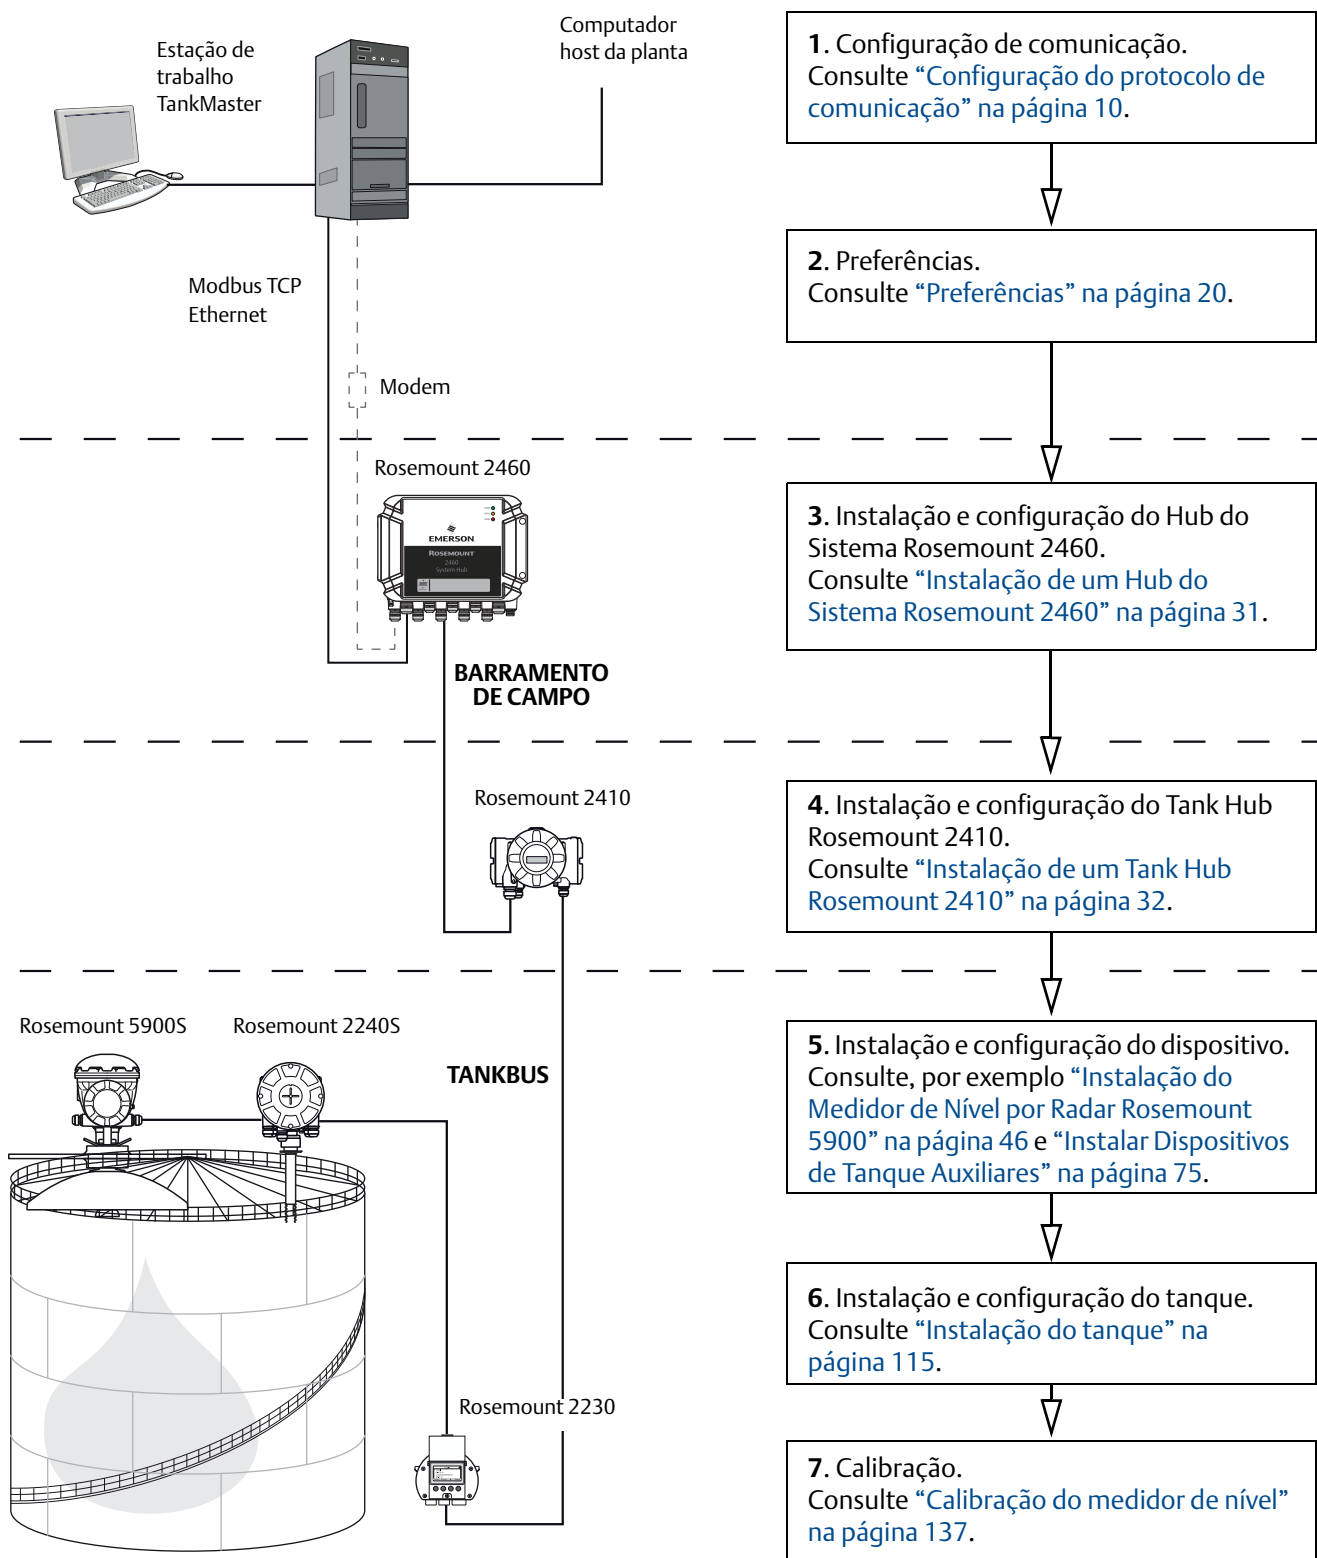 Estação de
trabalho
TankMaster
Computador
host da planta
Modbus TCP
Ethernet
Modem
Rosemount 2460
EMERSON
ROSEMOUNT
2460
System Hub
BARRAMENTO
DE CAMPO
Rosemount 2410
Rosemount 5900S
Rosemount 2240S
TANKBUS
Rosemount 2230
1. Configuração de comunicação.
Consulte “Configuração do protocolo de
comunicação” na página 10.
2. Preferências.
Consulte “Preferências” na página 20.
3. Instalação e configuração do Hub do
Sistema Rosemount 2460.
Consulte “Instalação de um Hub do
Sistema Rosemount 2460” na página 31.
4. Instalação e configuração do Tank Hub
Rosemount 2410.
Consulte “Instalação de um Tank Hub
Rosemount 2410” na página 32.
5. Instalação e configuração do dispositivo.
Consulte, por exemplo “Instalação do
Medidor de Nível por Radar Rosemount
5900” na página 46 e “Instalar Dispositivos
de Tanque Auxiliares” na página 75.
6. Instalação e configuração do tanque.
Consulte “Instalação do tanque” na
página 115.
7. Calibração.
Consulte “Calibração do medidor de nível”
na página 137.